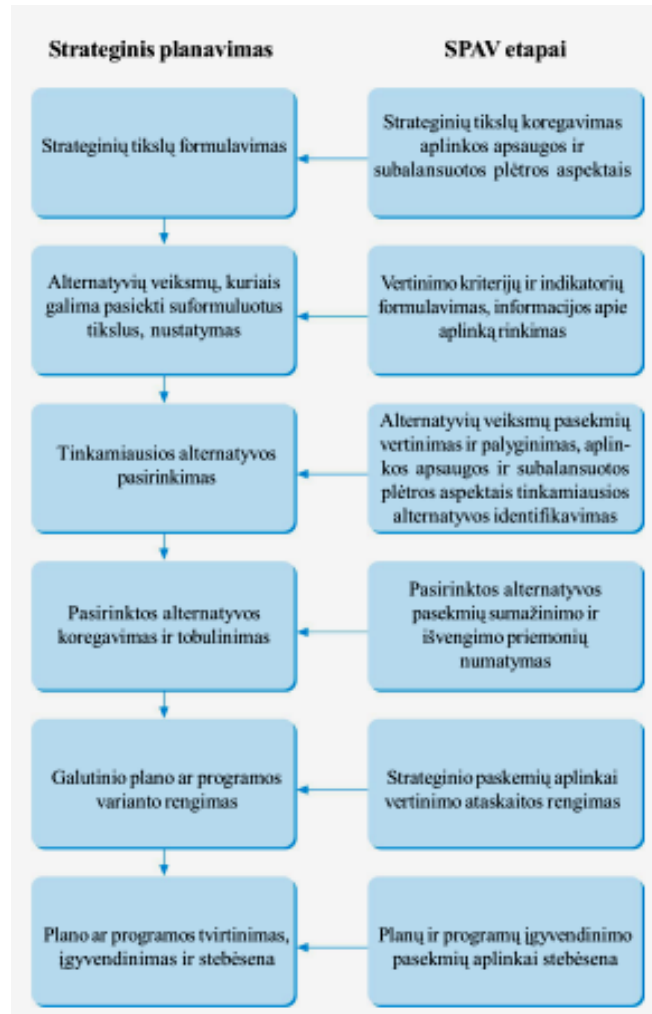 Strateginis planavimas
SPAV etapai
Strateginių tikslų formulavimas
Strateginių tikslų koregavimas
aplinkos apsaugos ir
subalansuotos plėtros aspektais
Alternatyvių veiksmų, kuriais
galima pasiekti suformuluotus
tikslus, nustatymas
Vertinimo kriterijų ir indikatorių
formulavimas, informacijos apie
aplinką rinkimas
Tinkamiausios alternatyvos
pasirinkimas
Alternatyvių veiksmų pasekmių
vertinimas ir palyginimas, aplin-
kos apsaugos ir subalansuotos
plėtros aspektais tinkamiausios
alternatyvos identifikavimas
Pasirinktos alternatyvos
koregavimas ir tobulinimas
Pasirinktos alternatyvos
pasekmių sumažinimo ir
išvengimo priemonių
numatymas
Galutinio plano ar programos
varianto rengimas
Strateginio paskemių aplinkai
vertinimo ataskaitos rengimas
Plano ar programos tvirtinimas,
įgyvendinimas ir stebėsena
Planų ir programų įgyvendinimo
pasekmių aplinkai stebėsena